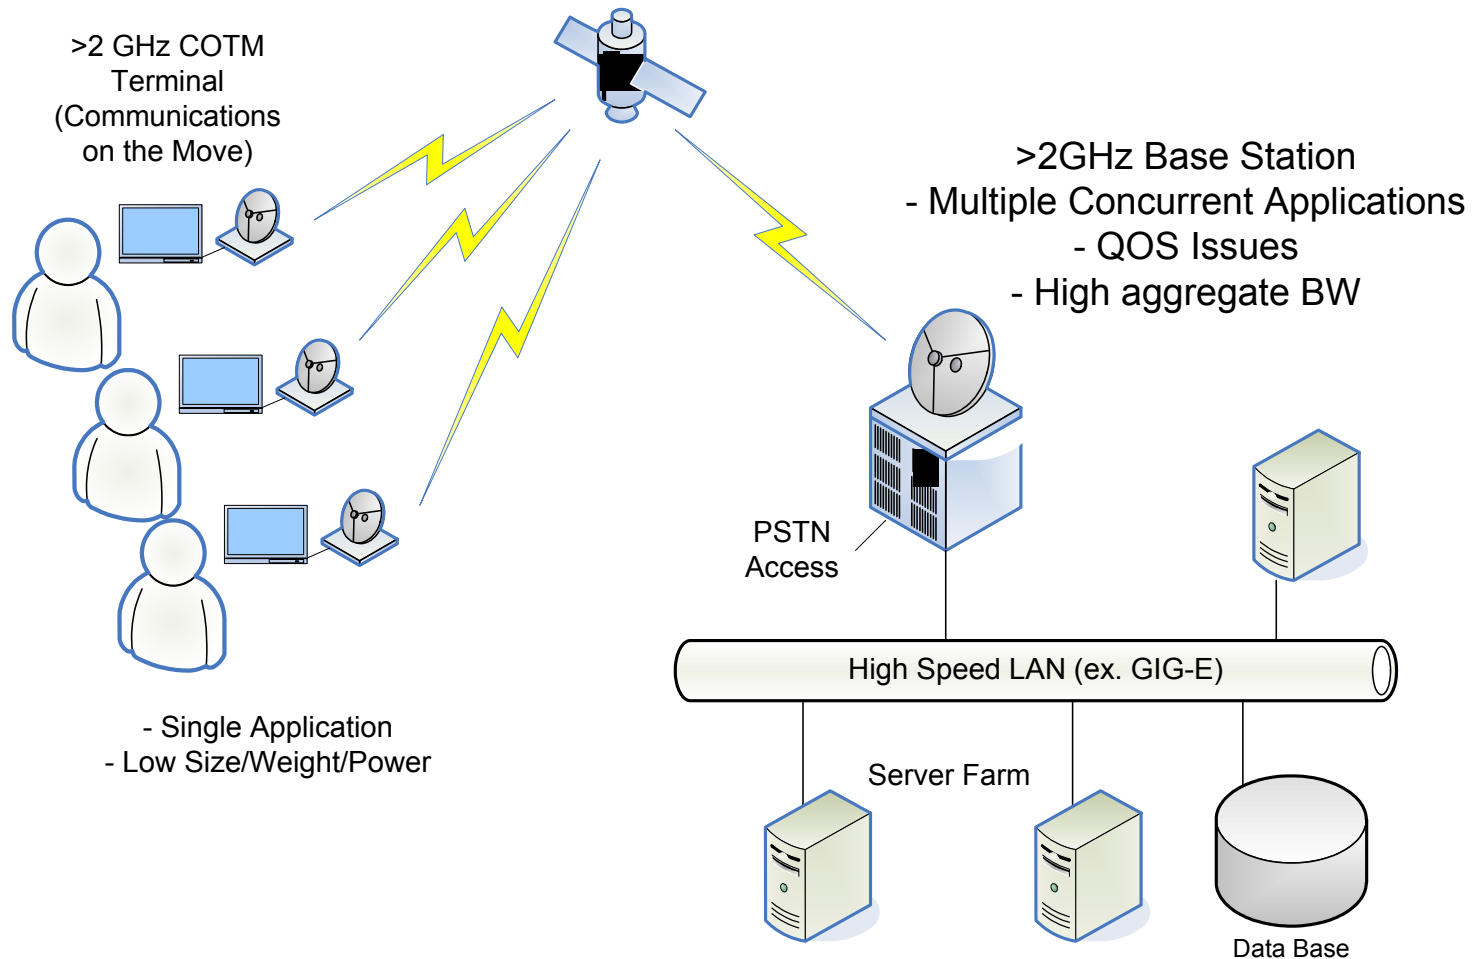 >2 GHz COTM
Terminal
(Communications
on the Move)
>2GHz Base Station
- Multiple Concurrent Applications
- QOS Issues
- High aggregate BW
PSTN
Access
High Speed LAN (ex. GIG-E)
- Single Application
- Low Size/Weight/Power
Server Farm
Data Base